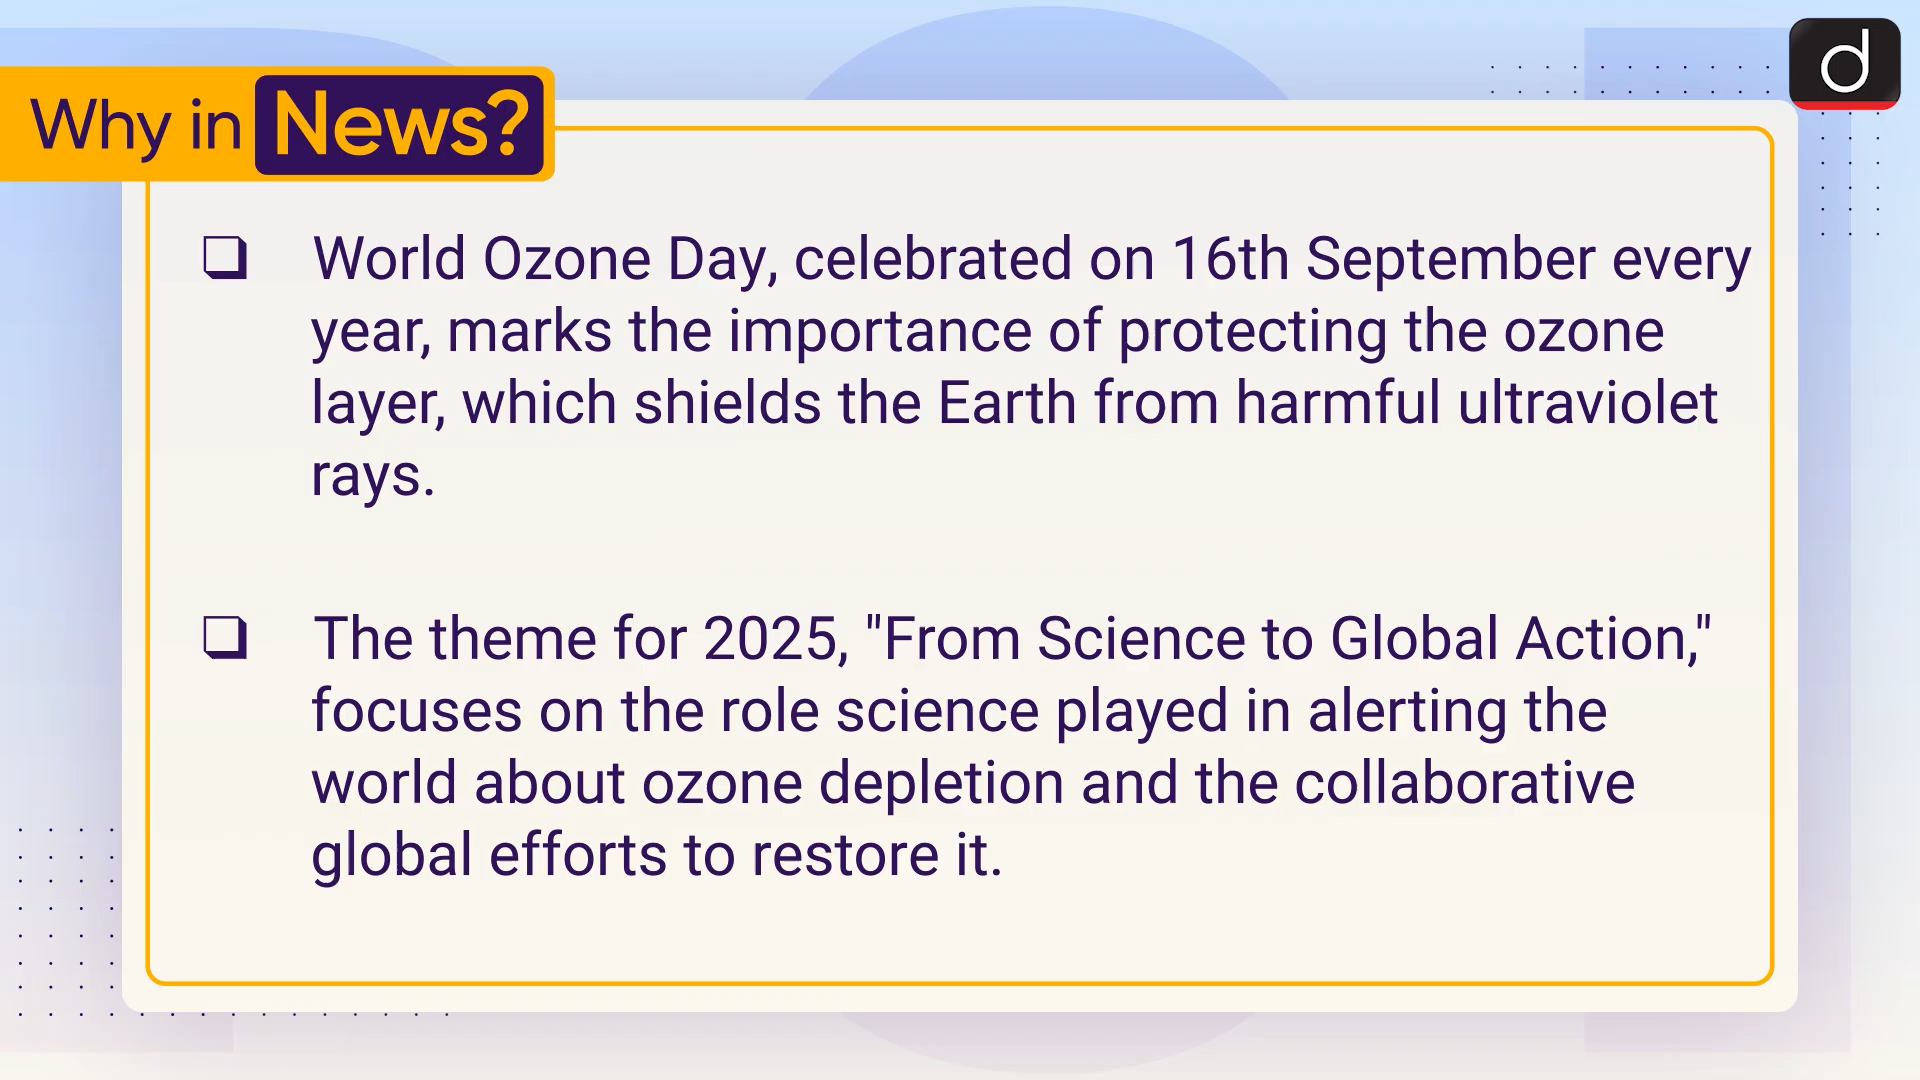 Why in News?
d
World Ozone Day, celebrated on 16th September every
year, marks the importance of protecting the ozone
layer, which shields the Earth from harmful ultraviolet
rays.
The theme for 2025, "From Science to Global Action,"
focuses on the role science played in alerting the
world about ozone depletion and the collaborative
global efforts to restore it.